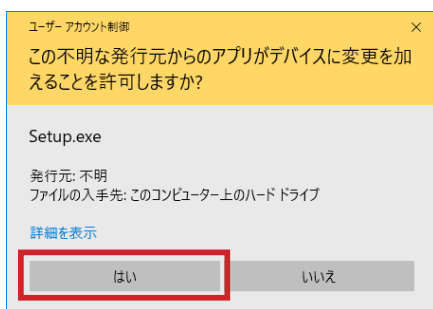 ユーザー アカウント制御
この不明な発行元からのアプリがデバイスに変更を加
えることを許可しますか?
Setup.exe
発行元: 不明
ファイルの入手先: このコンピューター上のハード ドライブ
詳細を表示
はい
いいえ